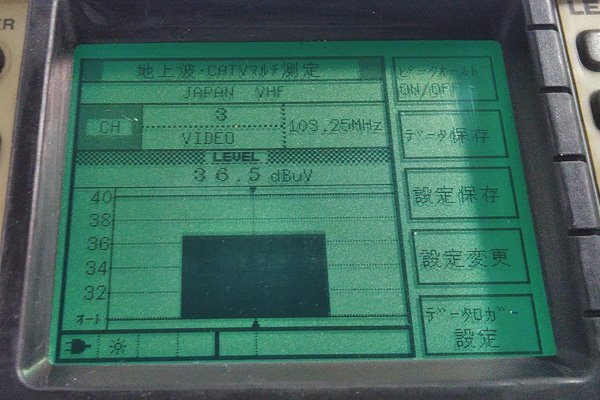 地上波・CATVﾏﾙﾁ測定
JAPAN VHF
CH
3
VIDEO
103.25MHz
LEVEL
36.5 dBuV
40
38
36
34
32
ｵｰﾄ
ﾋﾟｰｸﾎｰﾙﾄﾞ
ON/OFF
ﾃﾞｰﾀ保存
設定保存
設定変更
ﾃﾞｰﾀﾛｶﾞｰ
設定